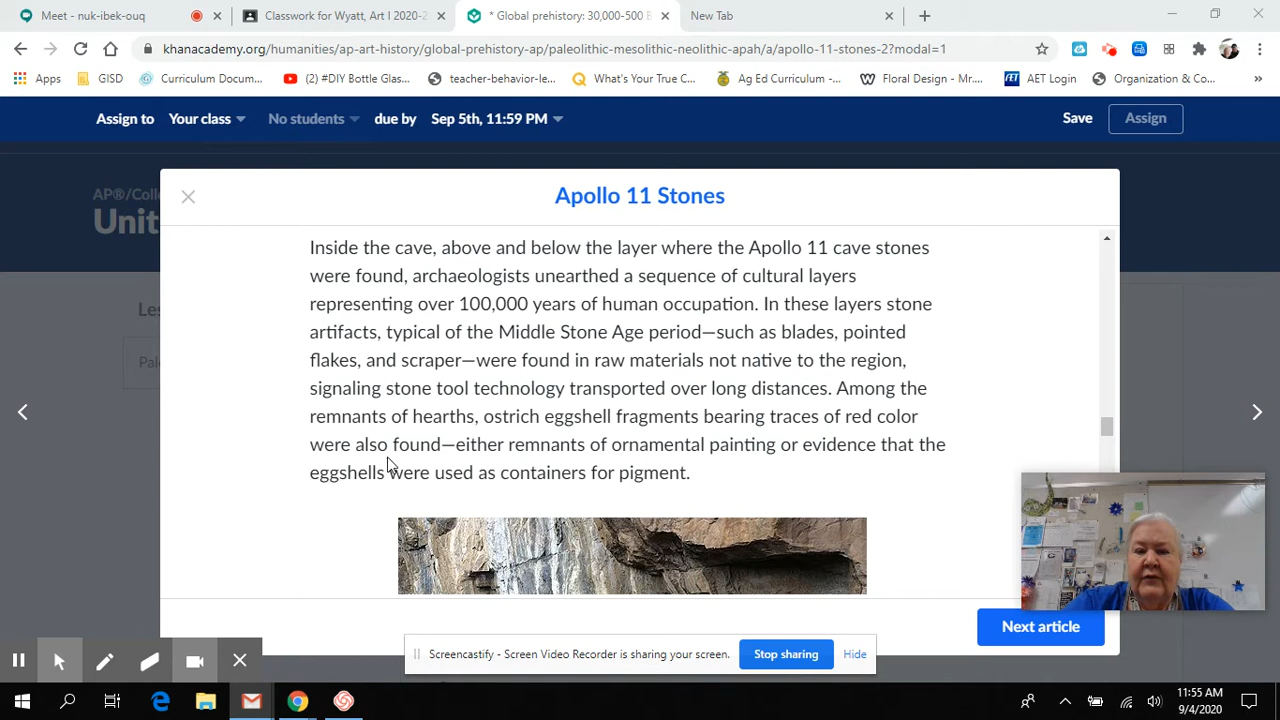 Meet - nuk-ibek-ouq
Classwork for Wyatt, Art I 2020-2
* Global prehistory: 30,000-500 B
New Tab
khanacademy.org/humanities/ap-art-history/global-prehistory-ap/paleolithic-mesolithic-neolithic-apah/a/apollo-11-stones-2?modal=1
Apps
GISD
Curriculum Docum...
(2) #DIY Bottle Glas...
teacher-behavior-le...
What's Your True C...
Ag Ed Curriculum -...
Floral Design - Mr....
AET Login
Organization & Co...
Assign to Your class No students due by Sep 5th, 11:59 PM
Save
Assign
AP®/Colle
Unit
Les
Pale
Apollo 11 Stones
Inside the cave, above and below the layer where the Apollo 11 cave stones
were found, archaeologists unearthed a sequence of cultural layers
representing over 100,000 years of human occupation. In these layers stone
artifacts, typical of the Middle Stone Age period—such as blades, pointed
flakes, and scraper—were found in raw materials not native to the region,
signaling stone tool technology transported over long distances. Among the
remnants of hearths, ostrich eggshell fragments bearing traces of red color
were also found—either remnants of ornamental painting or evidence that the
eggshells were used as containers for pigment.
Next article
Screencastify - Screen Video Recorder is sharing your screen.
Stop sharing
Hide
11:55 AM
9/4/2020